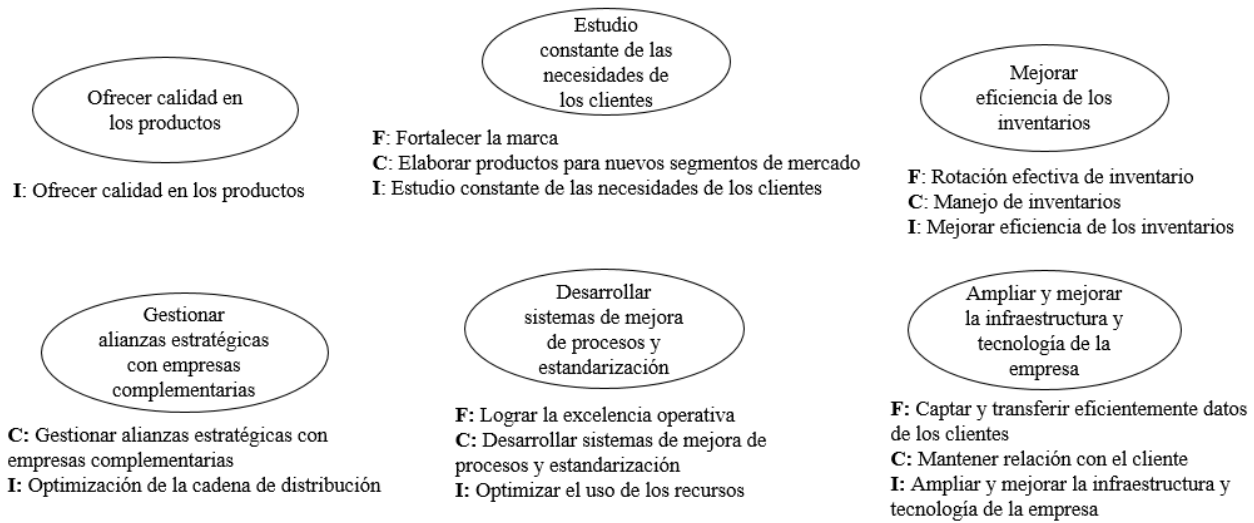 Ofrecer calidad en
los productos
I: Ofrecer calidad en los productos
Estudio
constante de las
necesidades de
los clientes
F: Fortalecer la marca
C: Elaborar productos para nuevos segmentos de mercado
I: Estudio constante de las necesidades de los clientes
Mejorar
eficiencia de los
inventarios
F: Rotación efectiva de inventario
C: Manejo de inventarios
I: Mejorar eficiencia de los inventarios
Gestionar
alianzas estratégicas
con empresas
complementarias
C: Gestionar alianzas estratégicas con
empresas complementarias
I: Optimización de la cadena de distribución
Desarrollar
sistemas de mejora
de procesos y
estandarización
F: Lograr la excelencia operativa
C: Desarrollar sistemas de mejora de
procesos y estandarización
I: Optimizar el uso de los recursos
Ampliar y mejorar
la infraestructura y
tecnología de la
empresa
F: Captar y transferir eficientemente datos
de los clientes
C: Mantener relación con el cliente
I: Ampliar y mejorar la infraestructura y
tecnología de la empresa